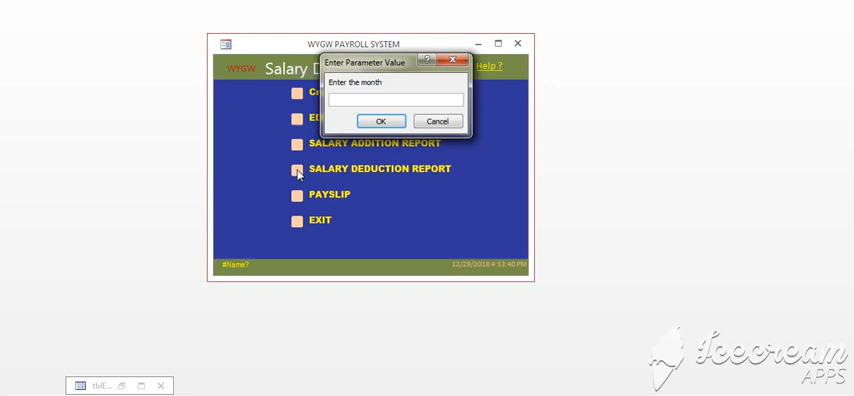 WYGW PAYROLL SYSTEM
WYGW
Salary D
Help ?
Enter Parameter Value
Enter the month
OK
Cancel
SALARY ADDITION REPORT
SALARY DEDUCTION REPORT
PAYSLIP
EXIT
#Name?
12/29/2018 4:13:40 PM
tblE...
Icecream
APPS